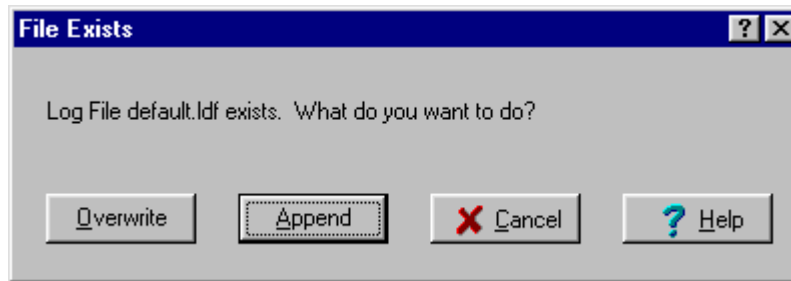 File Exists
Log File default.ldf exists.  What do you want to do?
Overwrite
Append
Cancel
Help